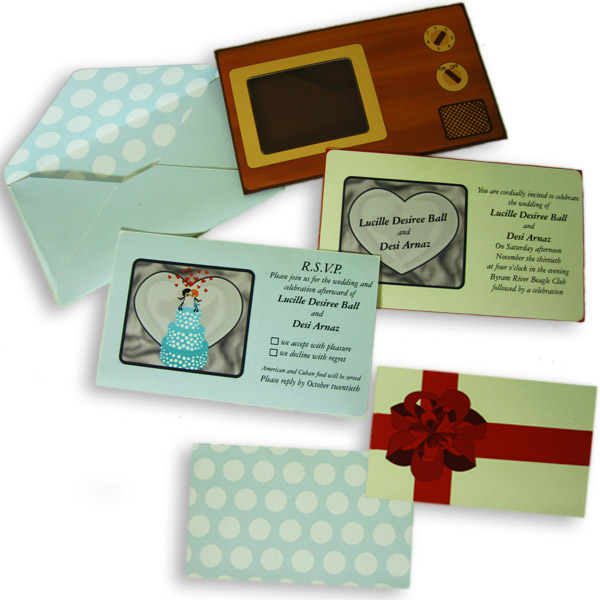 OFF ON
You are cordially invited to celebrate
the wedding of
Lucille Desiree Ball
and
Desi Arnaz
On Saturday afternoon
November the thirtieth
at four o'clock in the evening
Byram River Beagle Club
followed by a celebration
Lucille Desiree Ball
and
Desi Arnaz
R.S.V.P.
Please join us for the wedding and
celebration afterward of
Lucille Desiree Ball
and
Desi Arnaz
we accept with pleasure
we decline with regret
American and Cuban food will be served
Please reply by October twentieth